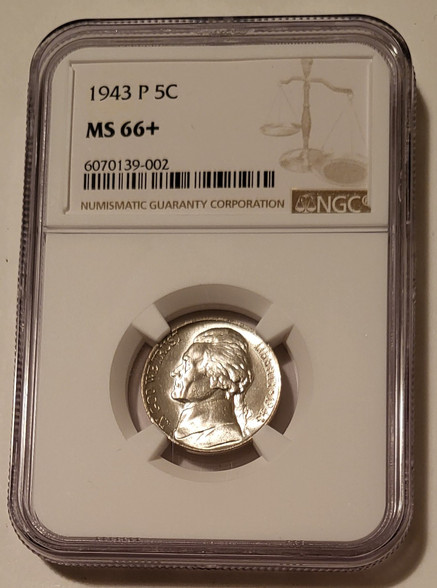 1943 P 5C
MS 66+
6070139-002
NUMISMATIC GUARANTY CORPORATION
NGC